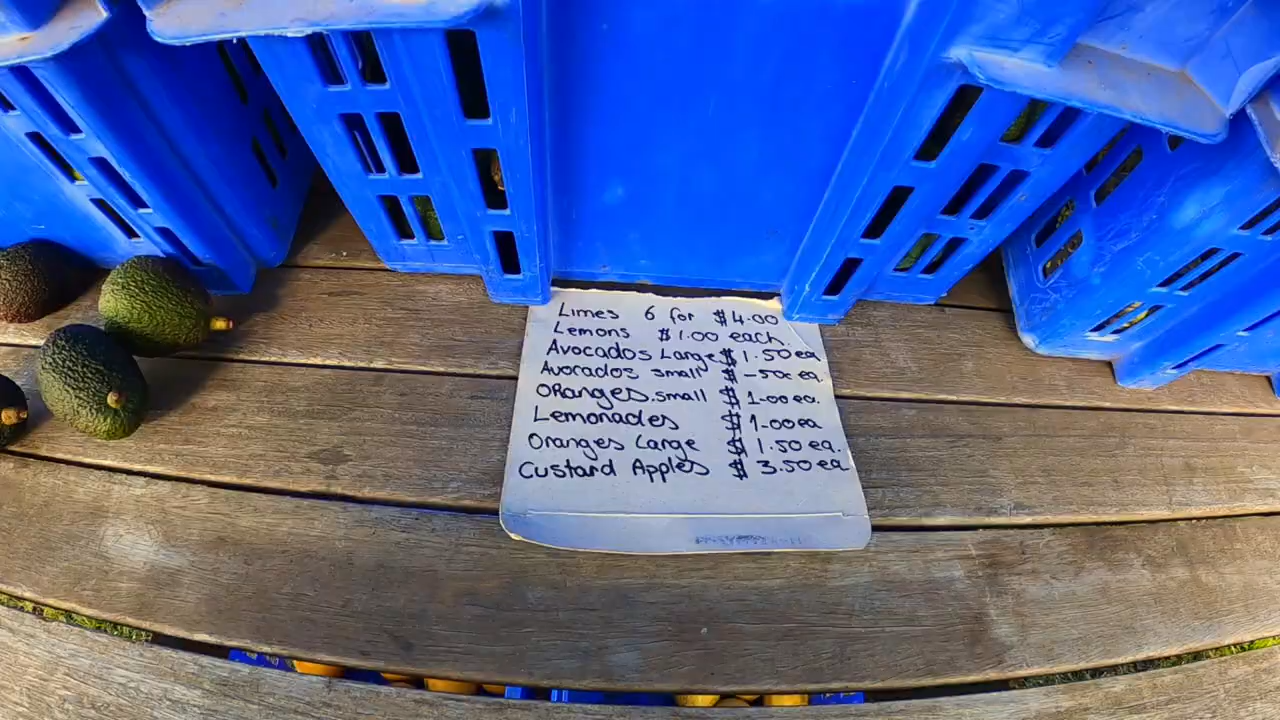 Limes 6 for $4.00
Lemons $1.00 each.
Avocados Large $1.50 ea
Avocados small $-50c ea.
ORanges.small $1-00 ea.
Lemonades $1-00 ea
Oranges Large $1.50 ea.
Custard Apples $3.50 ea